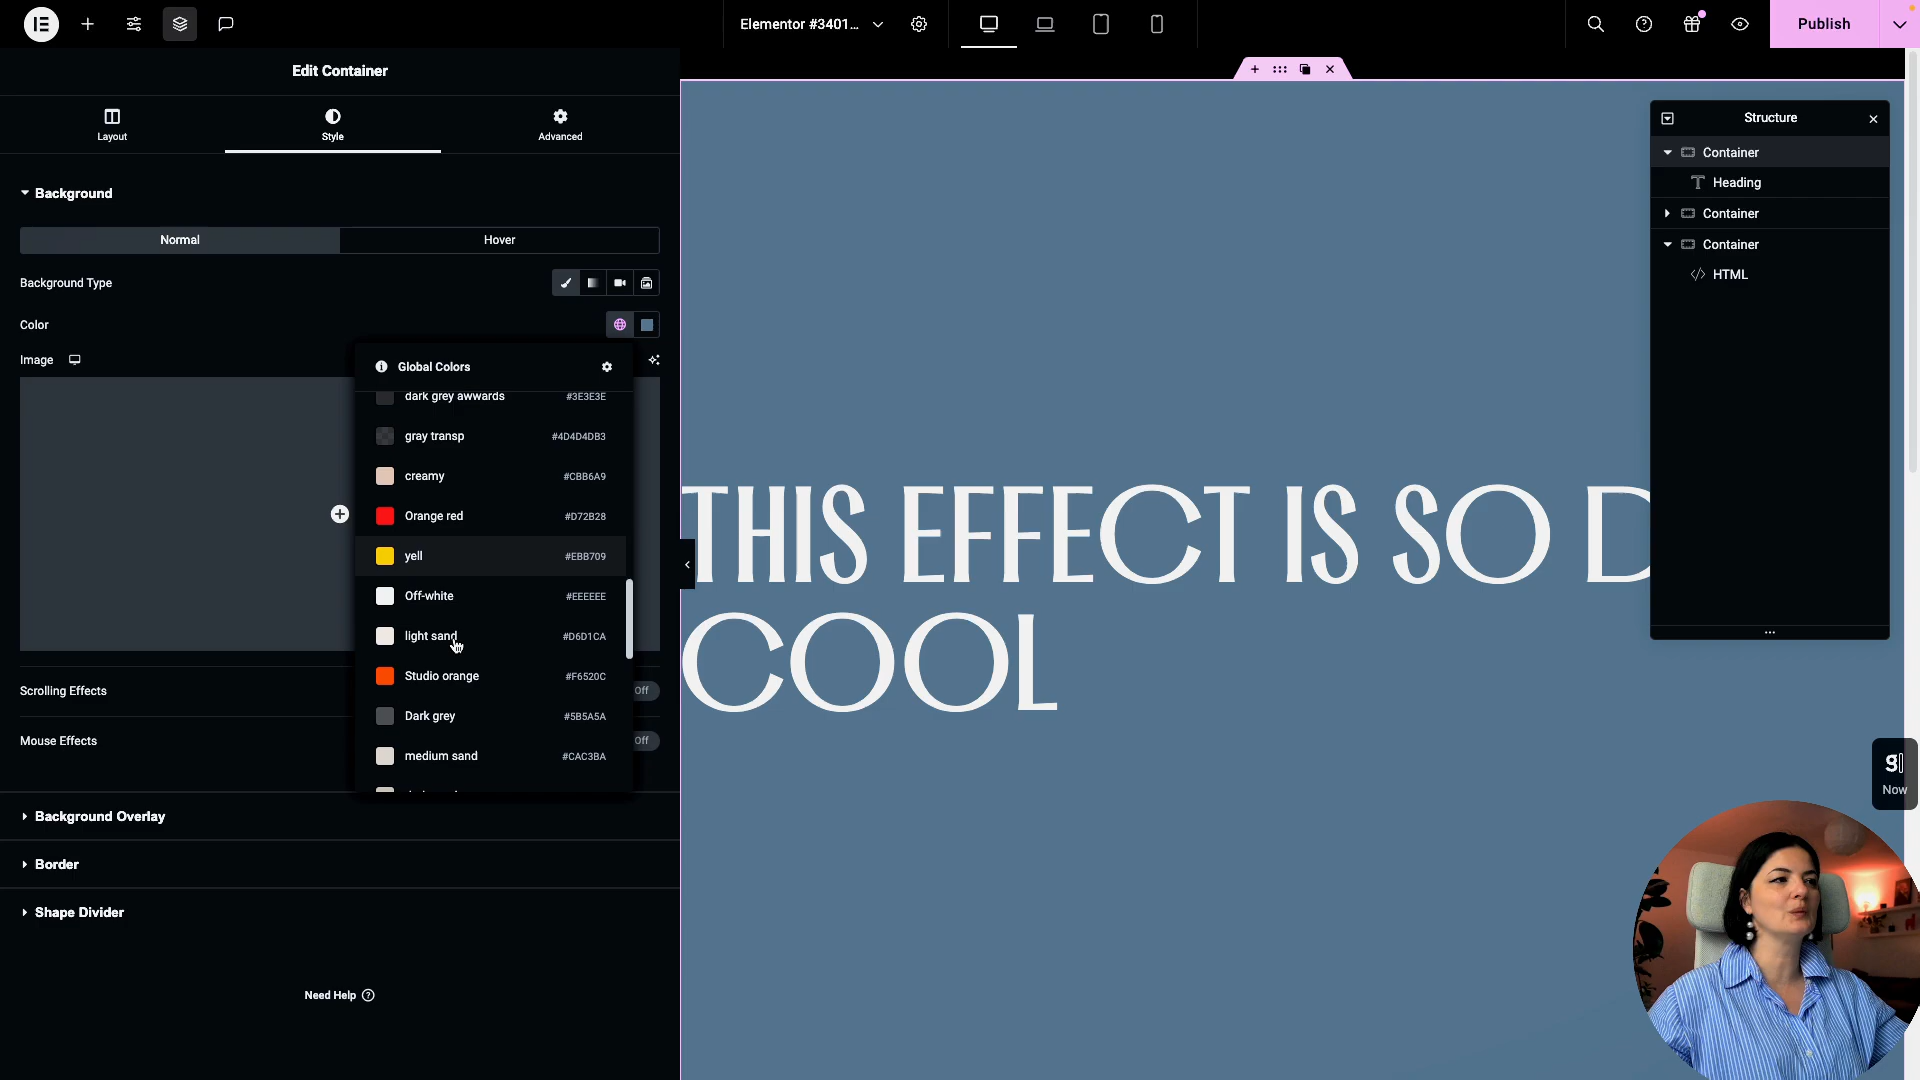 Elementor #3401...
Publish
Edit Container
Layout
Style
Advanced
Background
Normal
Hover
Background Type
Color
Image
Global Colors
dark grey awwards #3E3E3E
gray transp #4D4D4DB3
creamy #CBB6A9
Orange red #D72B28
yell #EBB709
Off-white #EEEEEE
light sand #D6D1CA
Studio orange #F6520C
Dark grey #5B5A5A
medium sand #CAC3BA
Scrolling Effects
Off
Mouse Effects
Off
Background Overlay
Border
Shape Divider
Need Help
THIS EFFECT IS SO D
COOL
Structure
Container
Heading
Container
Container
HTML
Now